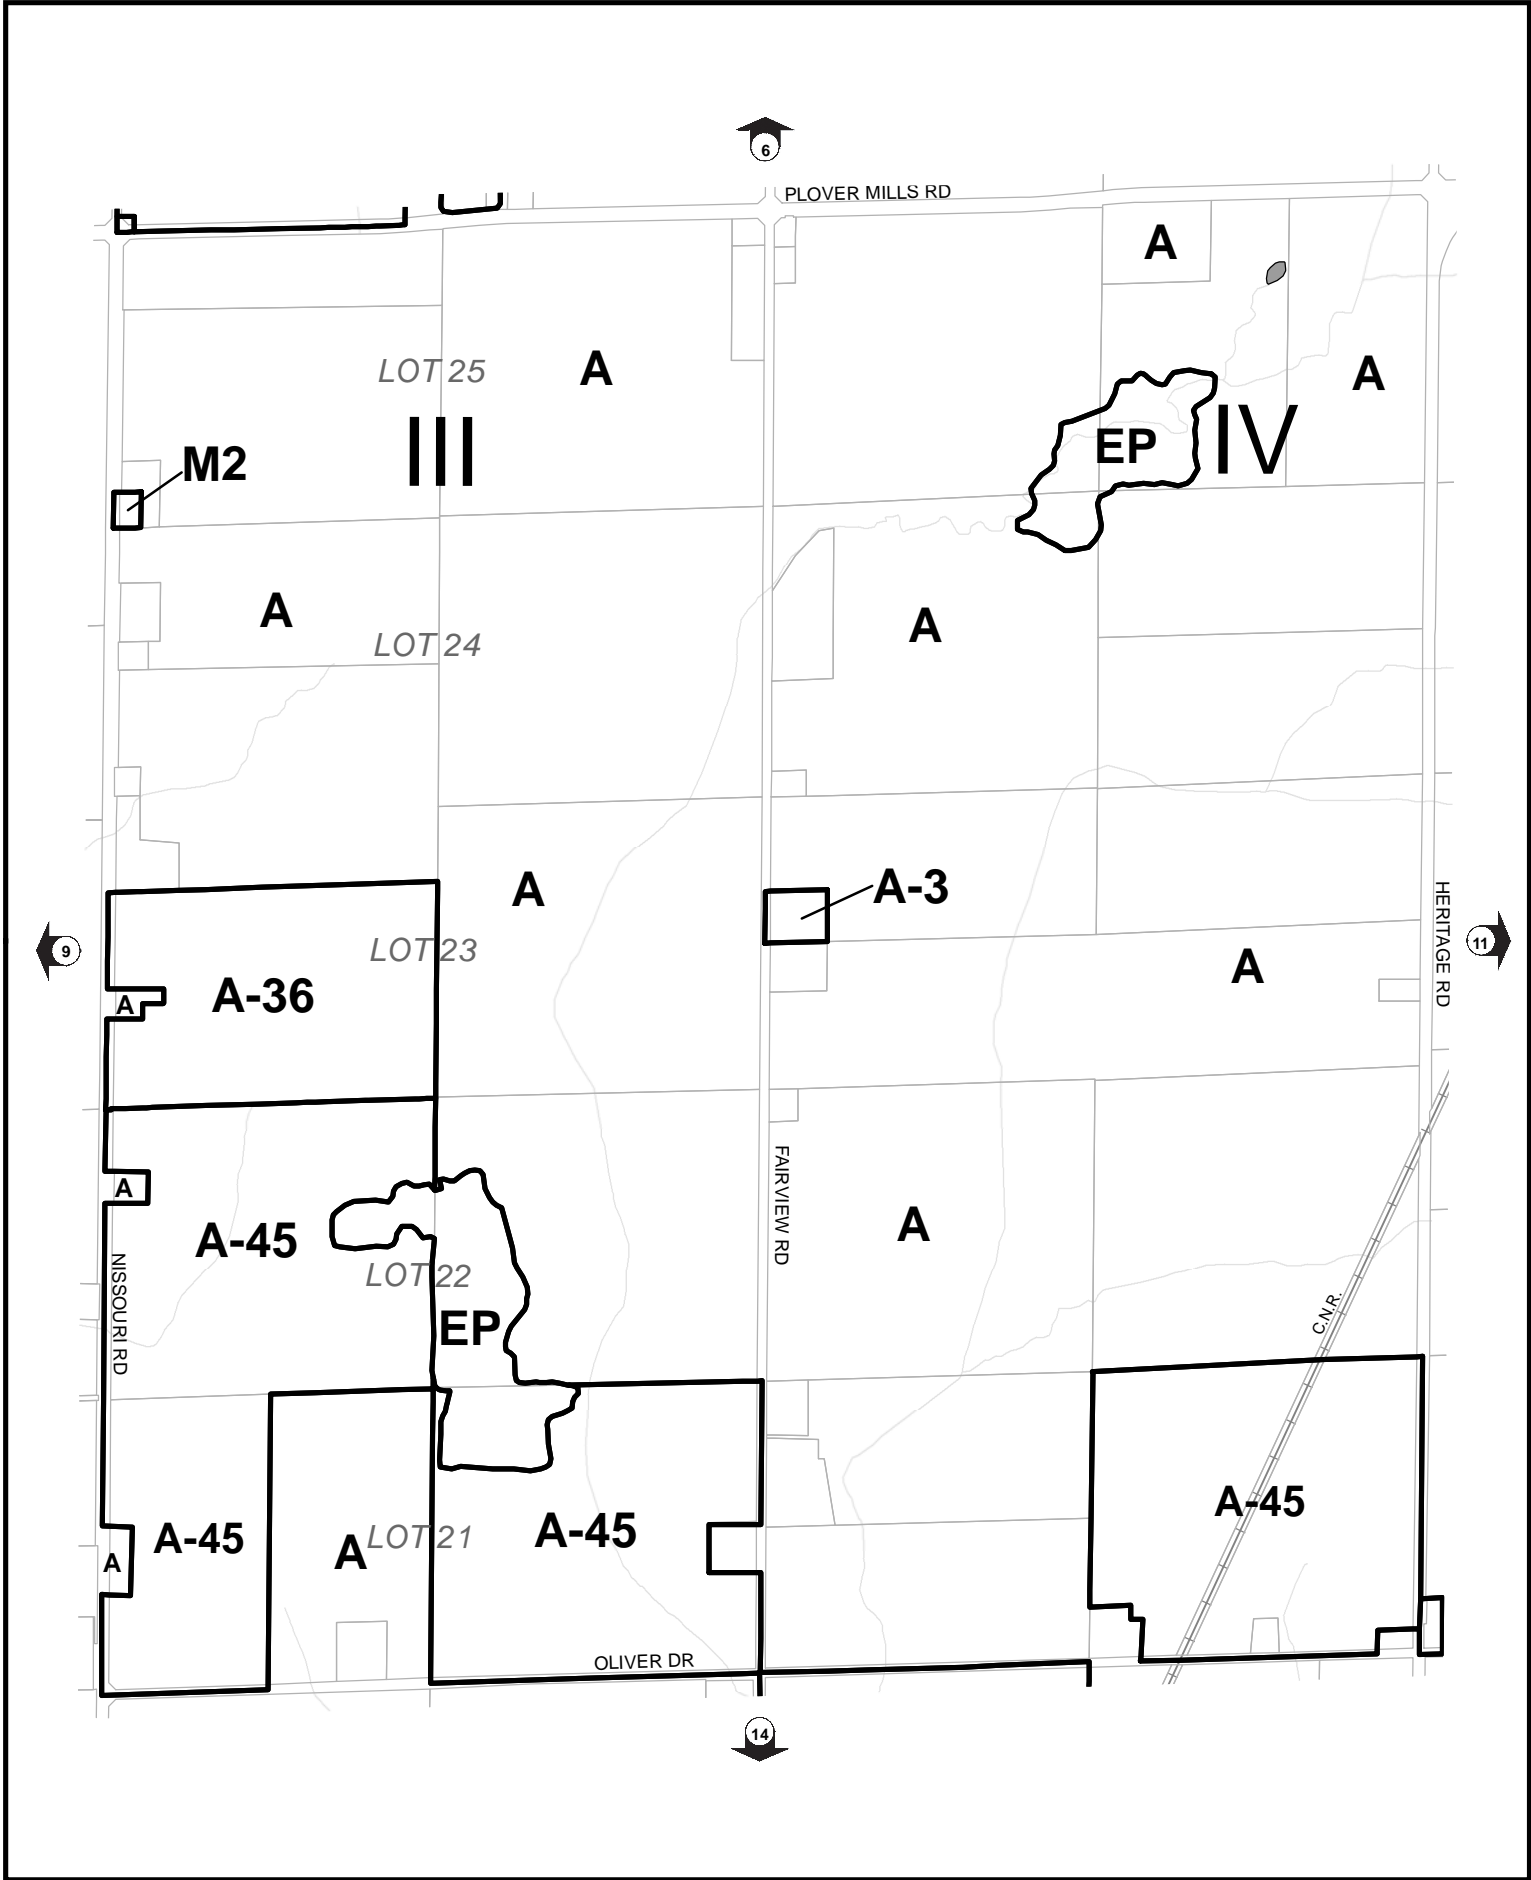 6
PLOVER MILLS RD
A
LOT 25
A
A
III
IV
EP
M2
A
LOT 24
A
A
A-3
HERITAGE RD
9
LOT 23
11
A
A-36
A
A
A-45
FAIRVIEW RD
A
NISSOURI RD
LOT 22
EP
C.N.R.
A-45
A-45
A
LOT 21
A-45
A
OLIVER DR
14